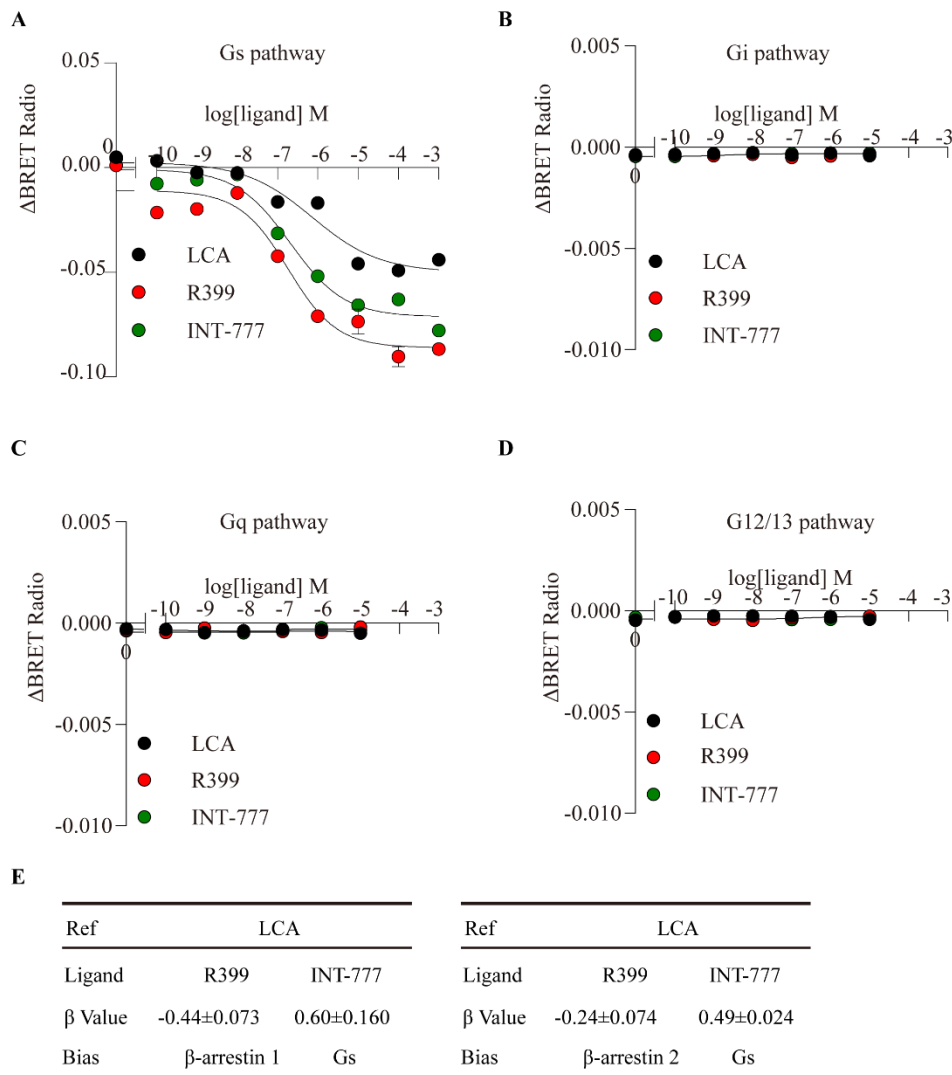 A
Gs pathway
0.05
log[ligand] M
0 -10 -9 -8 -7 -6 -5 -4 -3
0.00
-0.05
-0.10
ΔBRET Radio
LCA
R399
INT-777
B
Gi pathway
0.005
log[ligand] M
-10 -9 -8 -7 -6 -5 -4 -3
0.000
0
-0.005
-0.010
ΔBRET Radio
LCA
R399
INT-777
C
Gq pathway
0.005
log[ligand] M
-10 -9 -8 -7 -6 -5 -4 -3
0.000
0
-0.005
-0.010
ΔBRET Radio
LCA
R399
INT-777
D
G12/13 pathway
0.005
log[ligand] M
-10 -9 -8 -7 -6 -5 -4 -3
0.000
0
-0.005
-0.010
ΔBRET Radio
LCA
R399
INT-777
E
Ref LCA
Ligand R399 INT-777
β Value -0.44±0.073 0.60±0.160
Bias β-arrestin 1 Gs
Ref LCA
Ligand R399 INT-777
β Value -0.24±0.074 0.49±0.024
Bias β-arrestin 2 Gs